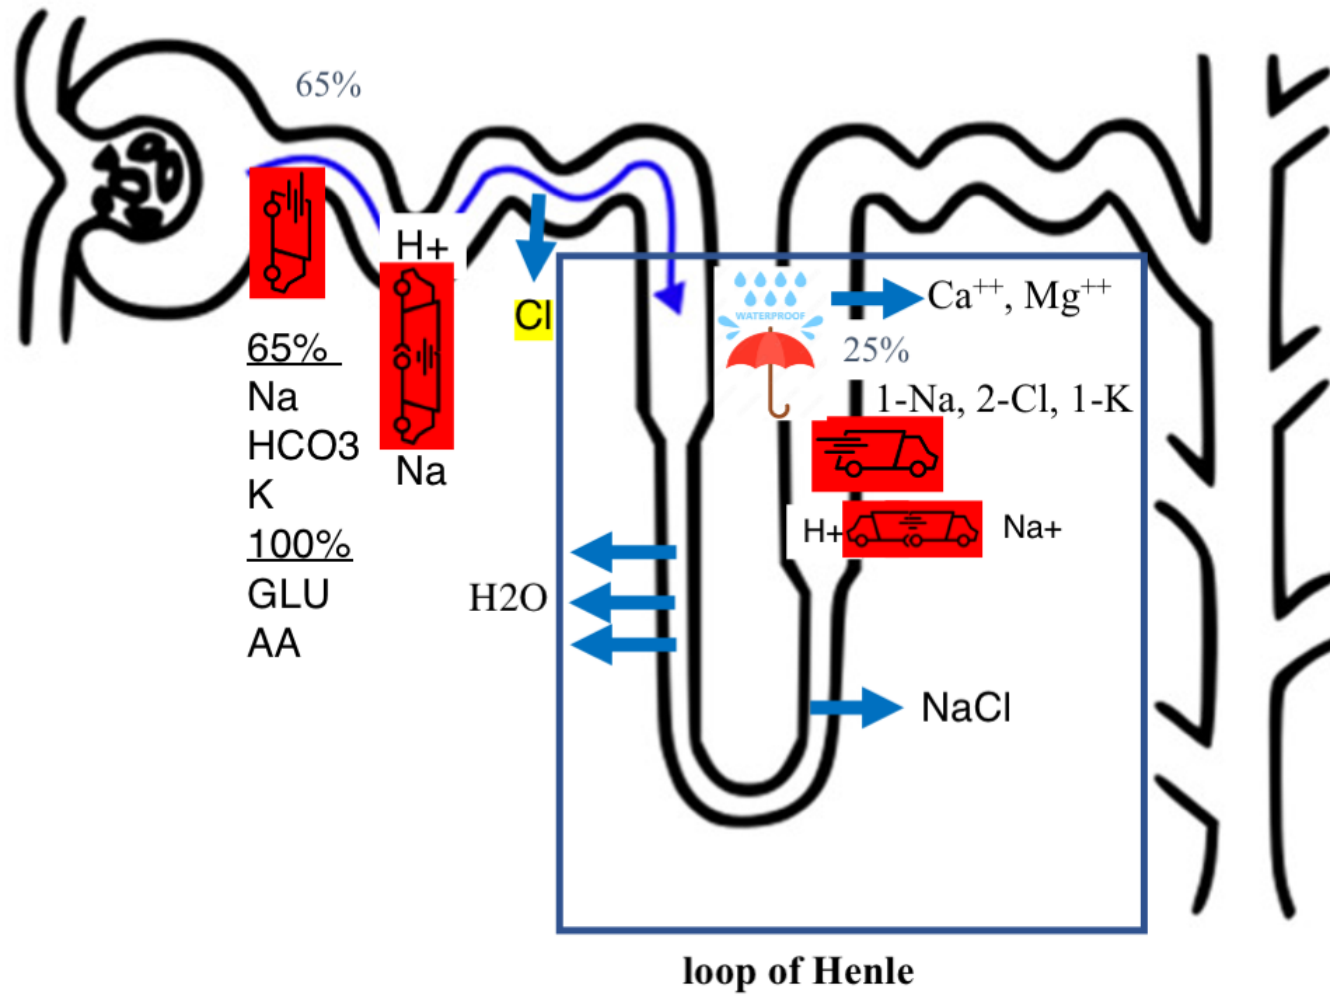 65%
H+
Cl
65%
Na
HCO3
K
100%
GLU
AA
Na
WATERPROOF
Ca⁺⁺, Mg⁺⁺
25%
1-Na, 2-Cl, 1-K
H+
Na+
H2O
NaCl
loop of Henle